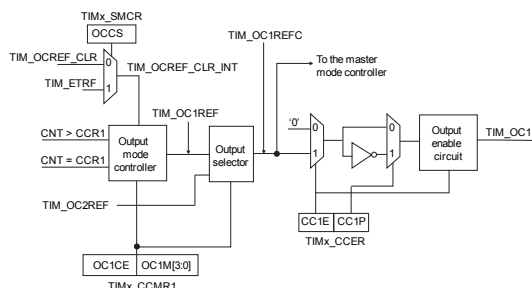 TIMx_SMCR
OCCS
TIM_OCREF_CLR
0
TIM_OCREF_CLR_INT
TIM_ETRF
1
TIM_OC1REFC
To the master
mode controller
TIM_OC1REF
CNT > CCR1
CNT = CCR1
Output
mode
controller
Output
selector
'0'
0
1
0
1
Output
enable
circuit
TIM_OC1
TIM_OC2REF
CC1E
CC1P
TIMx_CCER
OC1CE
OC1M[3:0]
TIMx_CCMR1